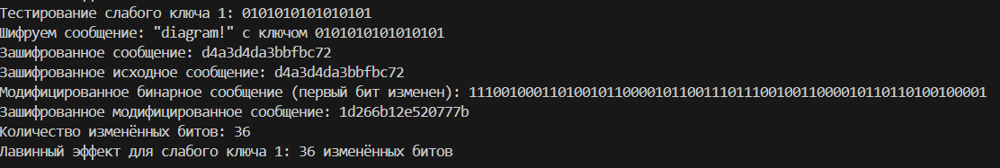 Тестирование слабого ключа 1: 0101010101010101
Шифруем сообщение: "diagram!" с ключом 0101010101010101
Зашифрованное сообщение: d4a3d4da3bbfbc72
Зашифрованное исходное сообщение: d4a3d4da3bbfbc72
Модифицированное бинарное сообщение (первый бит изменен): 1110010001101001011000010110011101110010011000010110110100100001
Зашифрованное модифицированное сообщение: 1d266b12e520777b
Количество изменённых битов: 36
Лавинный эффект для слабого ключа 1: 36 изменённых битов